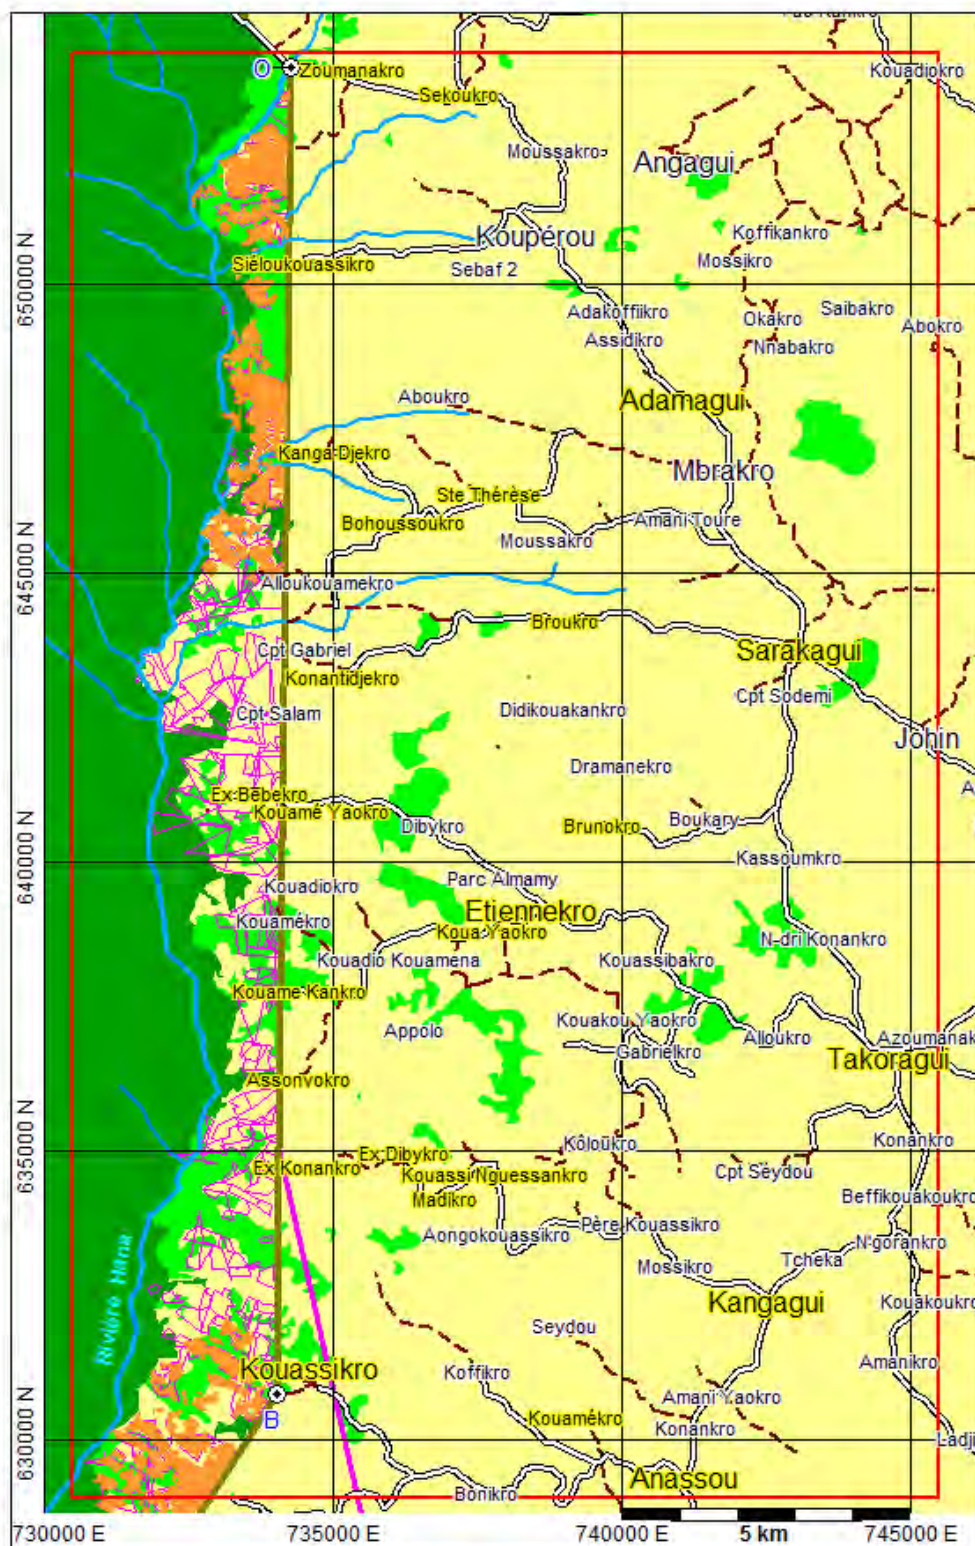 Kouadiokro
O
Zoumanakro
Sekoukro
Moussakro
Angagui
Koffikankro
Koupérou
Mossikro
Siéloukouassikro
Sebaf 2
650000 N
Adakoffiikro
Okakro
Saibakro
Abokro
Assidikro
Nnabakro
Aboukro
Adamagui
Kanga-Djekro
Mbrakro
Ste Thérèse
Bohoussoukro
Amani Toure
Moussakro
645000 N
Alloukouamekro
Broukro
Cpt Gabriel
Sarakagui
Konantidjekro
Cpt Sodemi
Cpt Salam
Didikouakankro
Johin
Dramanekro
A
Ex Bébekro
Kouamé Yaokro
Dibykro
Brunokro
Boukary
640000 N
Kassoumkro
Parc Almamy
Kouadiokro
Etiennekro
Kouamékro
Koua Yaokro
N-dri Konankro
Kouadio Kouaména
Kouassibakro
Kouame Kankro
Kouakou Yaokro
Appolo
Alloukro
Azoumanak
Gabrielkro
Takoragui
Assonvokro
635000 N
Kôloukro
Konankro
Ex Dibykro
Ex Konankro
Kouassi Nguessankro
Cpt Seydou
Madikro
Beffikouakoukro
Aongokouassikro
Père Kouassikro
N'gorankro
Rivière Hana
Mossikro
Tcheka
Kangagui
Kouakoukro
Seydou
Kouassikro
Koffikro
Amanikro
B
Amani Yaokro
Kouamékro
Konankro
630000 N
Ladji
Anassou
Bonikro
730000 E
735000 E
740000 E
5 km
745000 E